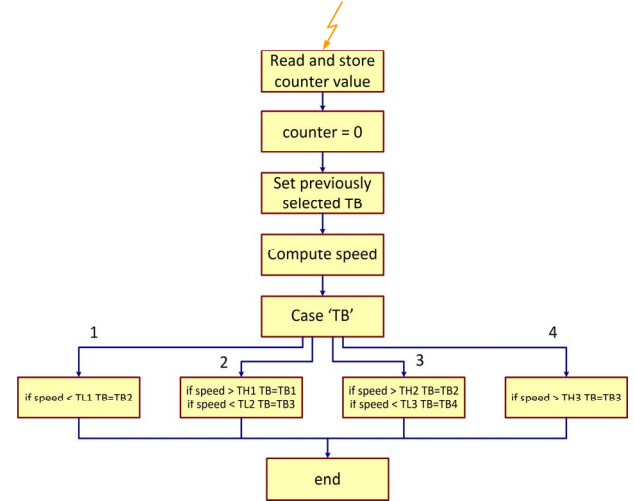 Read and store
counter value
counter = 0
Set previously
selected TB
Compute speed
Case ‘TB’
1
2
3
4
if speed < TL1 TB=TB2
if speed > TH1 TB=TB1
if speed < TL2 TB=TB3
if speed > TH2 TB=TB2
if speed < TL3 TB=TB4
if speed > TH3 TB=TB3
end